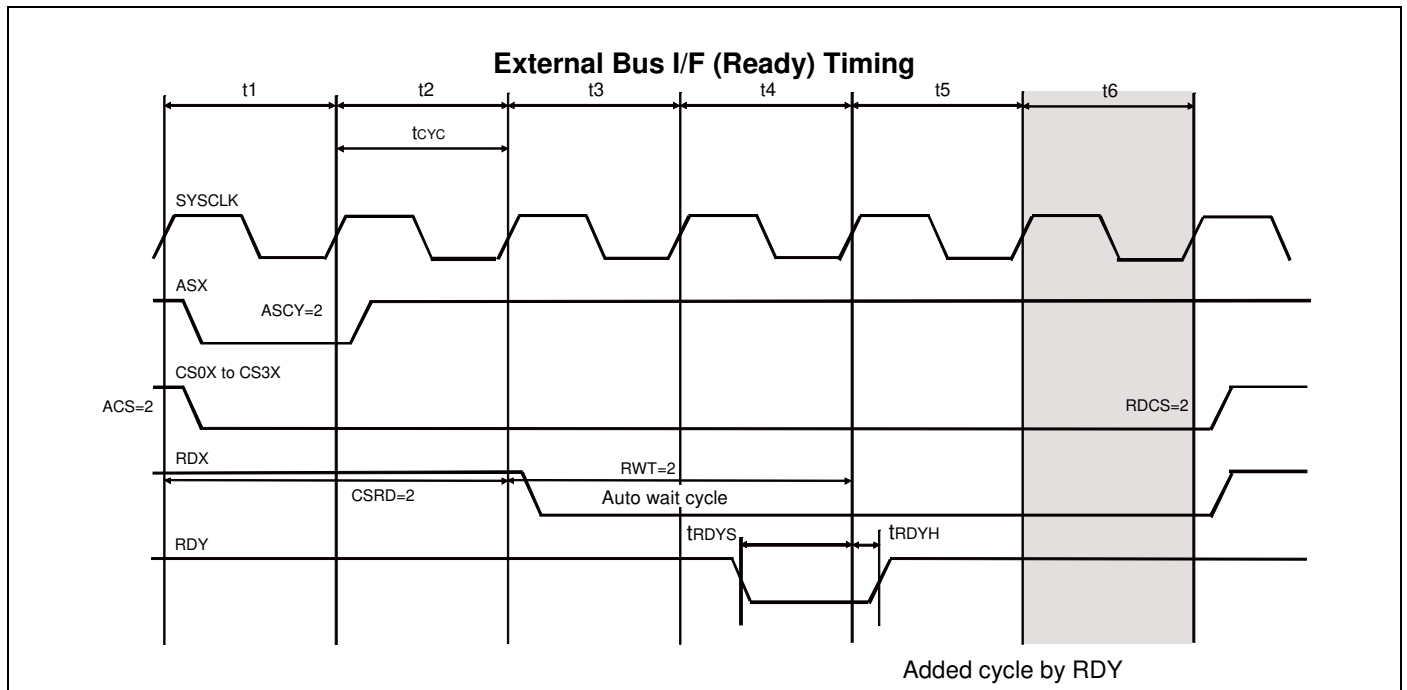 External Bus I/F (Ready) Timing
t1 t2 t3 t4 t5 t6
tCYC
SYSCLK
ASX
ASCY=2
CS0X to CS3X
ACS=2
RDCS=2
RDX
RWT=2
CSRD=2
Auto wait cycle
tRDYS tRDYH
RDY
Added cycle by RDY